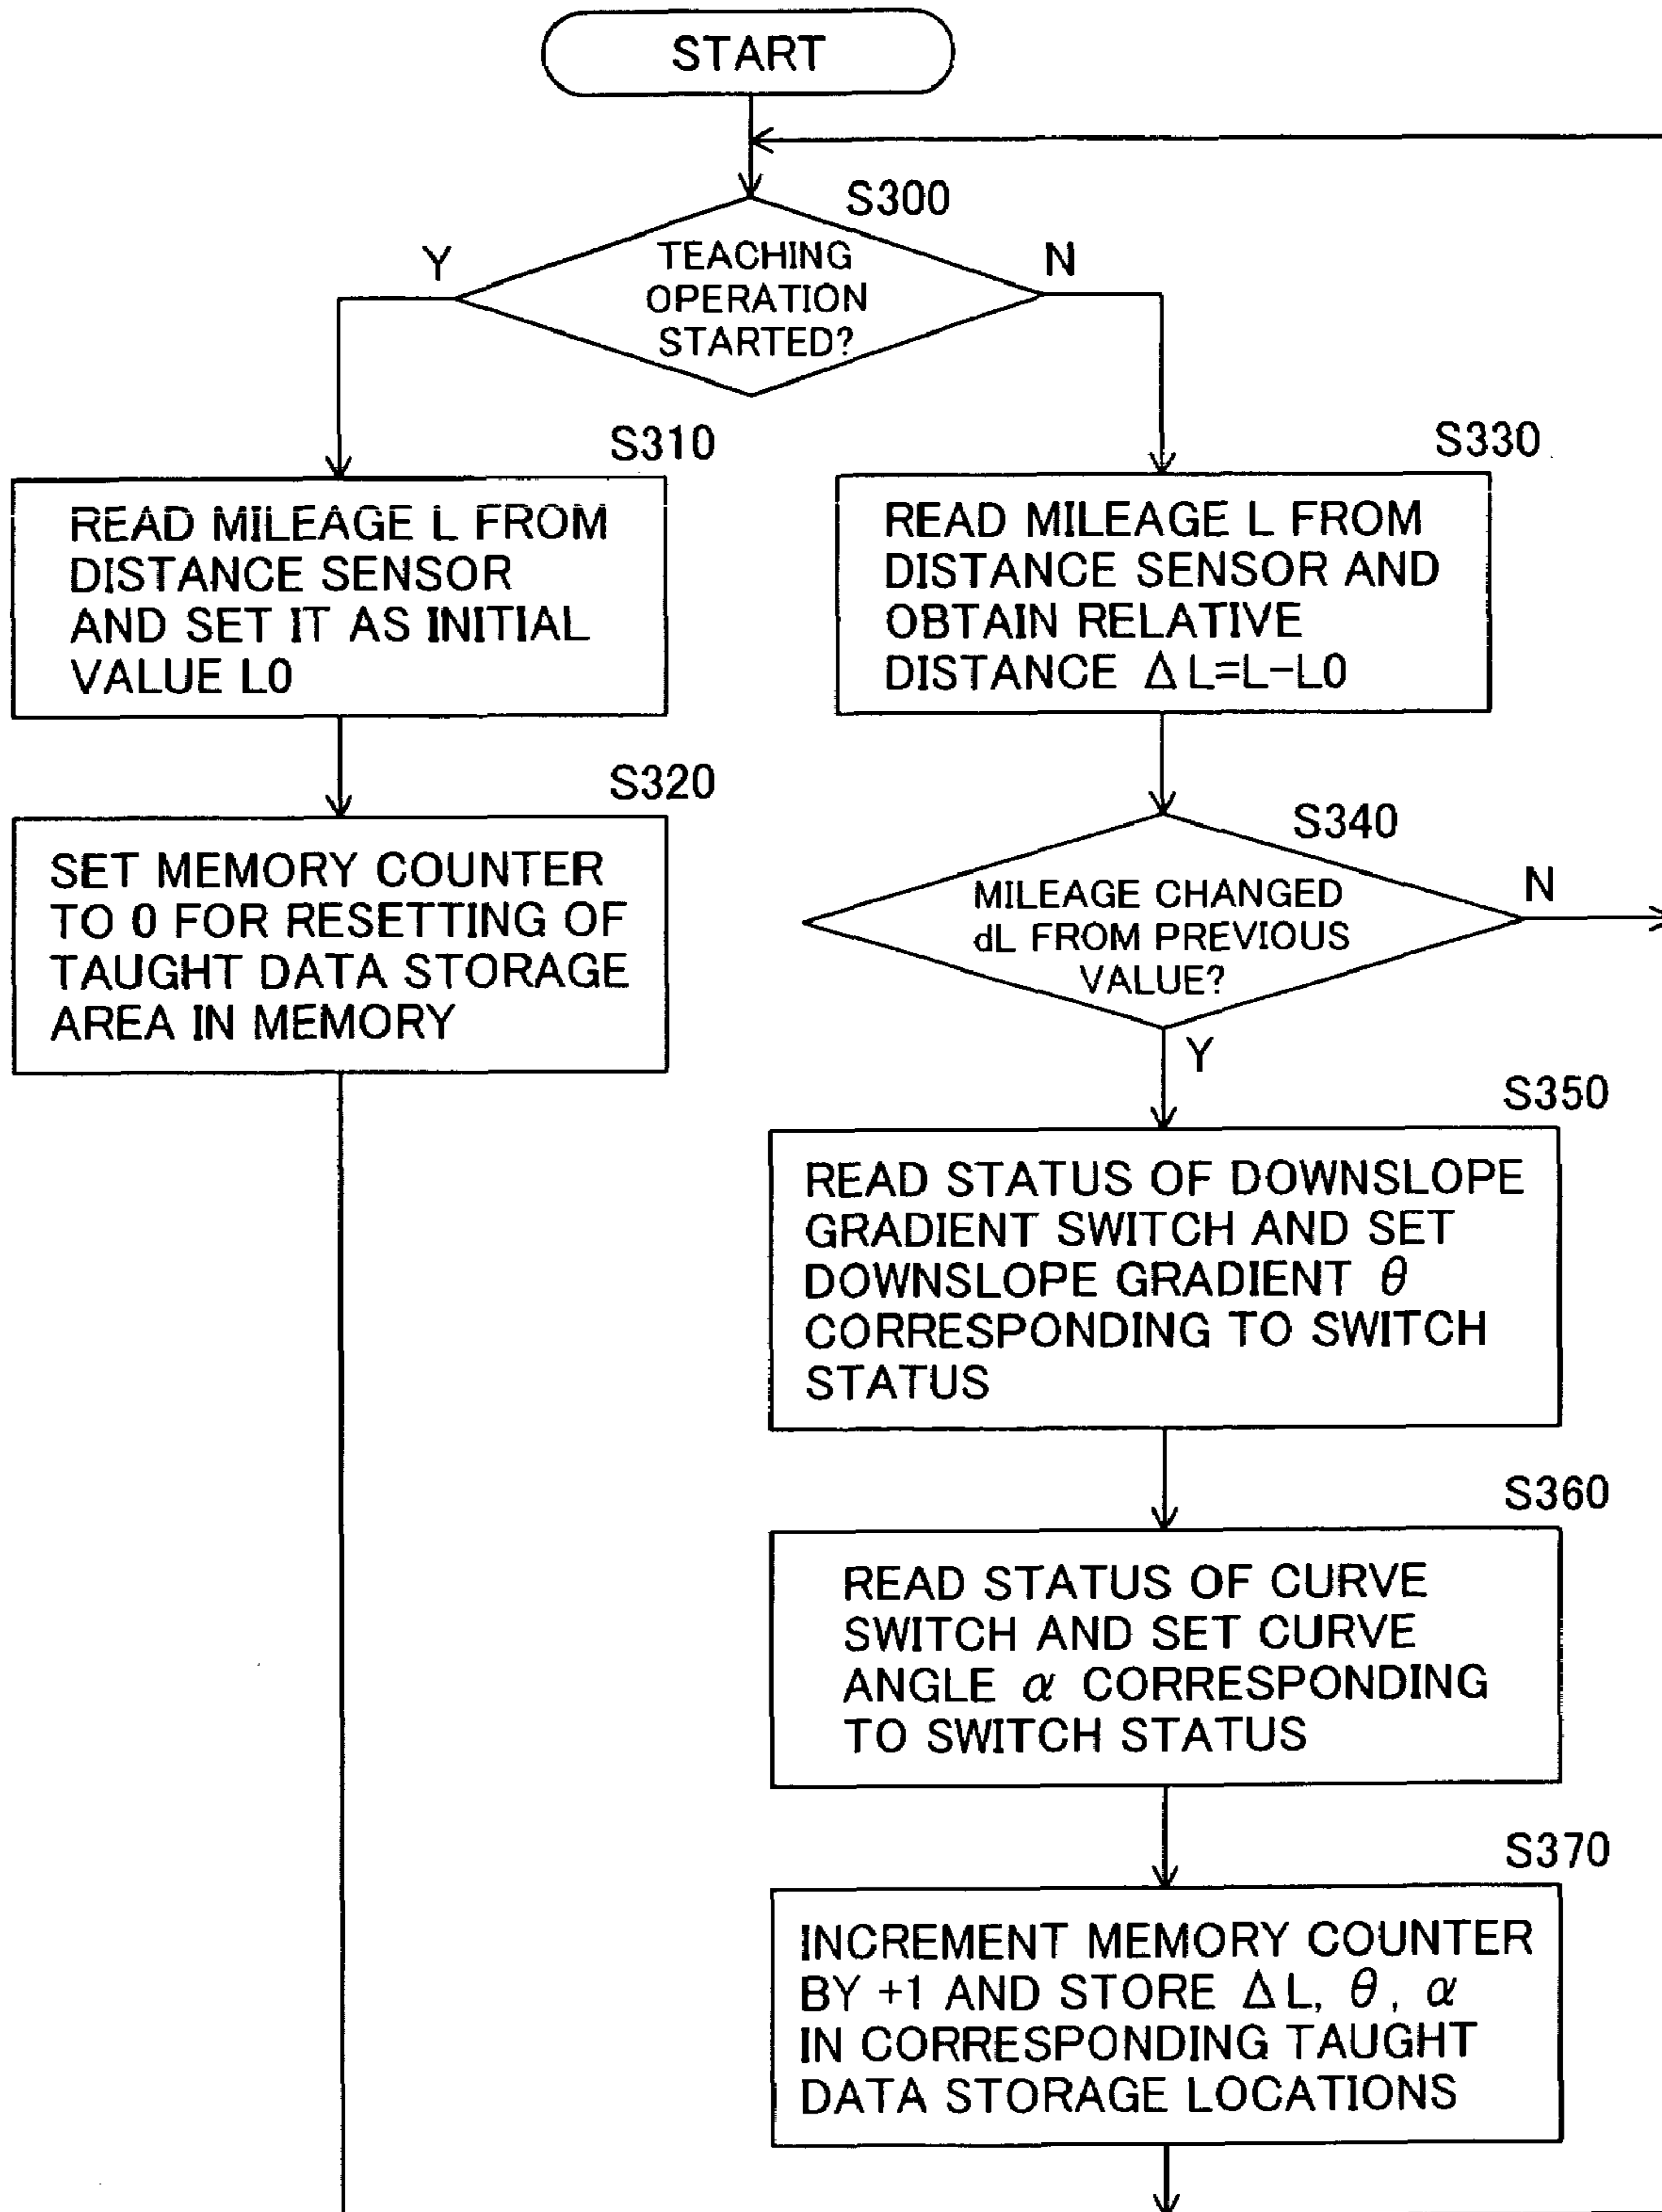 START
S300
Y
TEACHING
OPERATION
STARTED?
N
S310
READ MILEAGE L FROM
DISTANCE SENSOR
AND SET IT AS INITIAL
VALUE L0
S320
SET MEMORY COUNTER
TO 0 FOR RESETTING OF
TAUGHT DATA STORAGE
AREA IN MEMORY
S330
READ MILEAGE L FROM
DISTANCE SENSOR AND
OBTAIN RELATIVE
DISTANCE ΔL=L-L0
S340
MILEAGE CHANGED
dL FROM PREVIOUS
VALUE?
N
Y
S350
READ STATUS OF DOWNSLOPE
GRADIENT SWITCH AND SET
DOWNSLOPE GRADIENT θ
CORRESPONDING TO SWITCH
STATUS
S360
READ STATUS OF CURVE
SWITCH AND SET CURVE
ANGLE α CORRESPONDING
TO SWITCH STATUS
S370
INCREMENT MEMORY COUNTER
BY +1 AND STORE ΔL, θ, α
IN CORRESPONDING TAUGHT
DATA STORAGE LOCATIONS